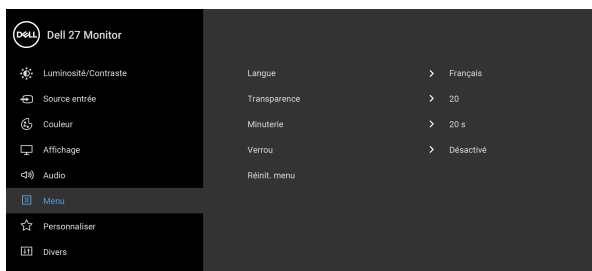 DELL Dell 27 Monitor
Luminosité/Contraste
Source entrée
Couleur
Affichage
Audio
Menu
Personnaliser
Divers
Langue > Français
Transparence > 20
Minuterie > 20 s
Verrou > Désactivé
Réinit. menu